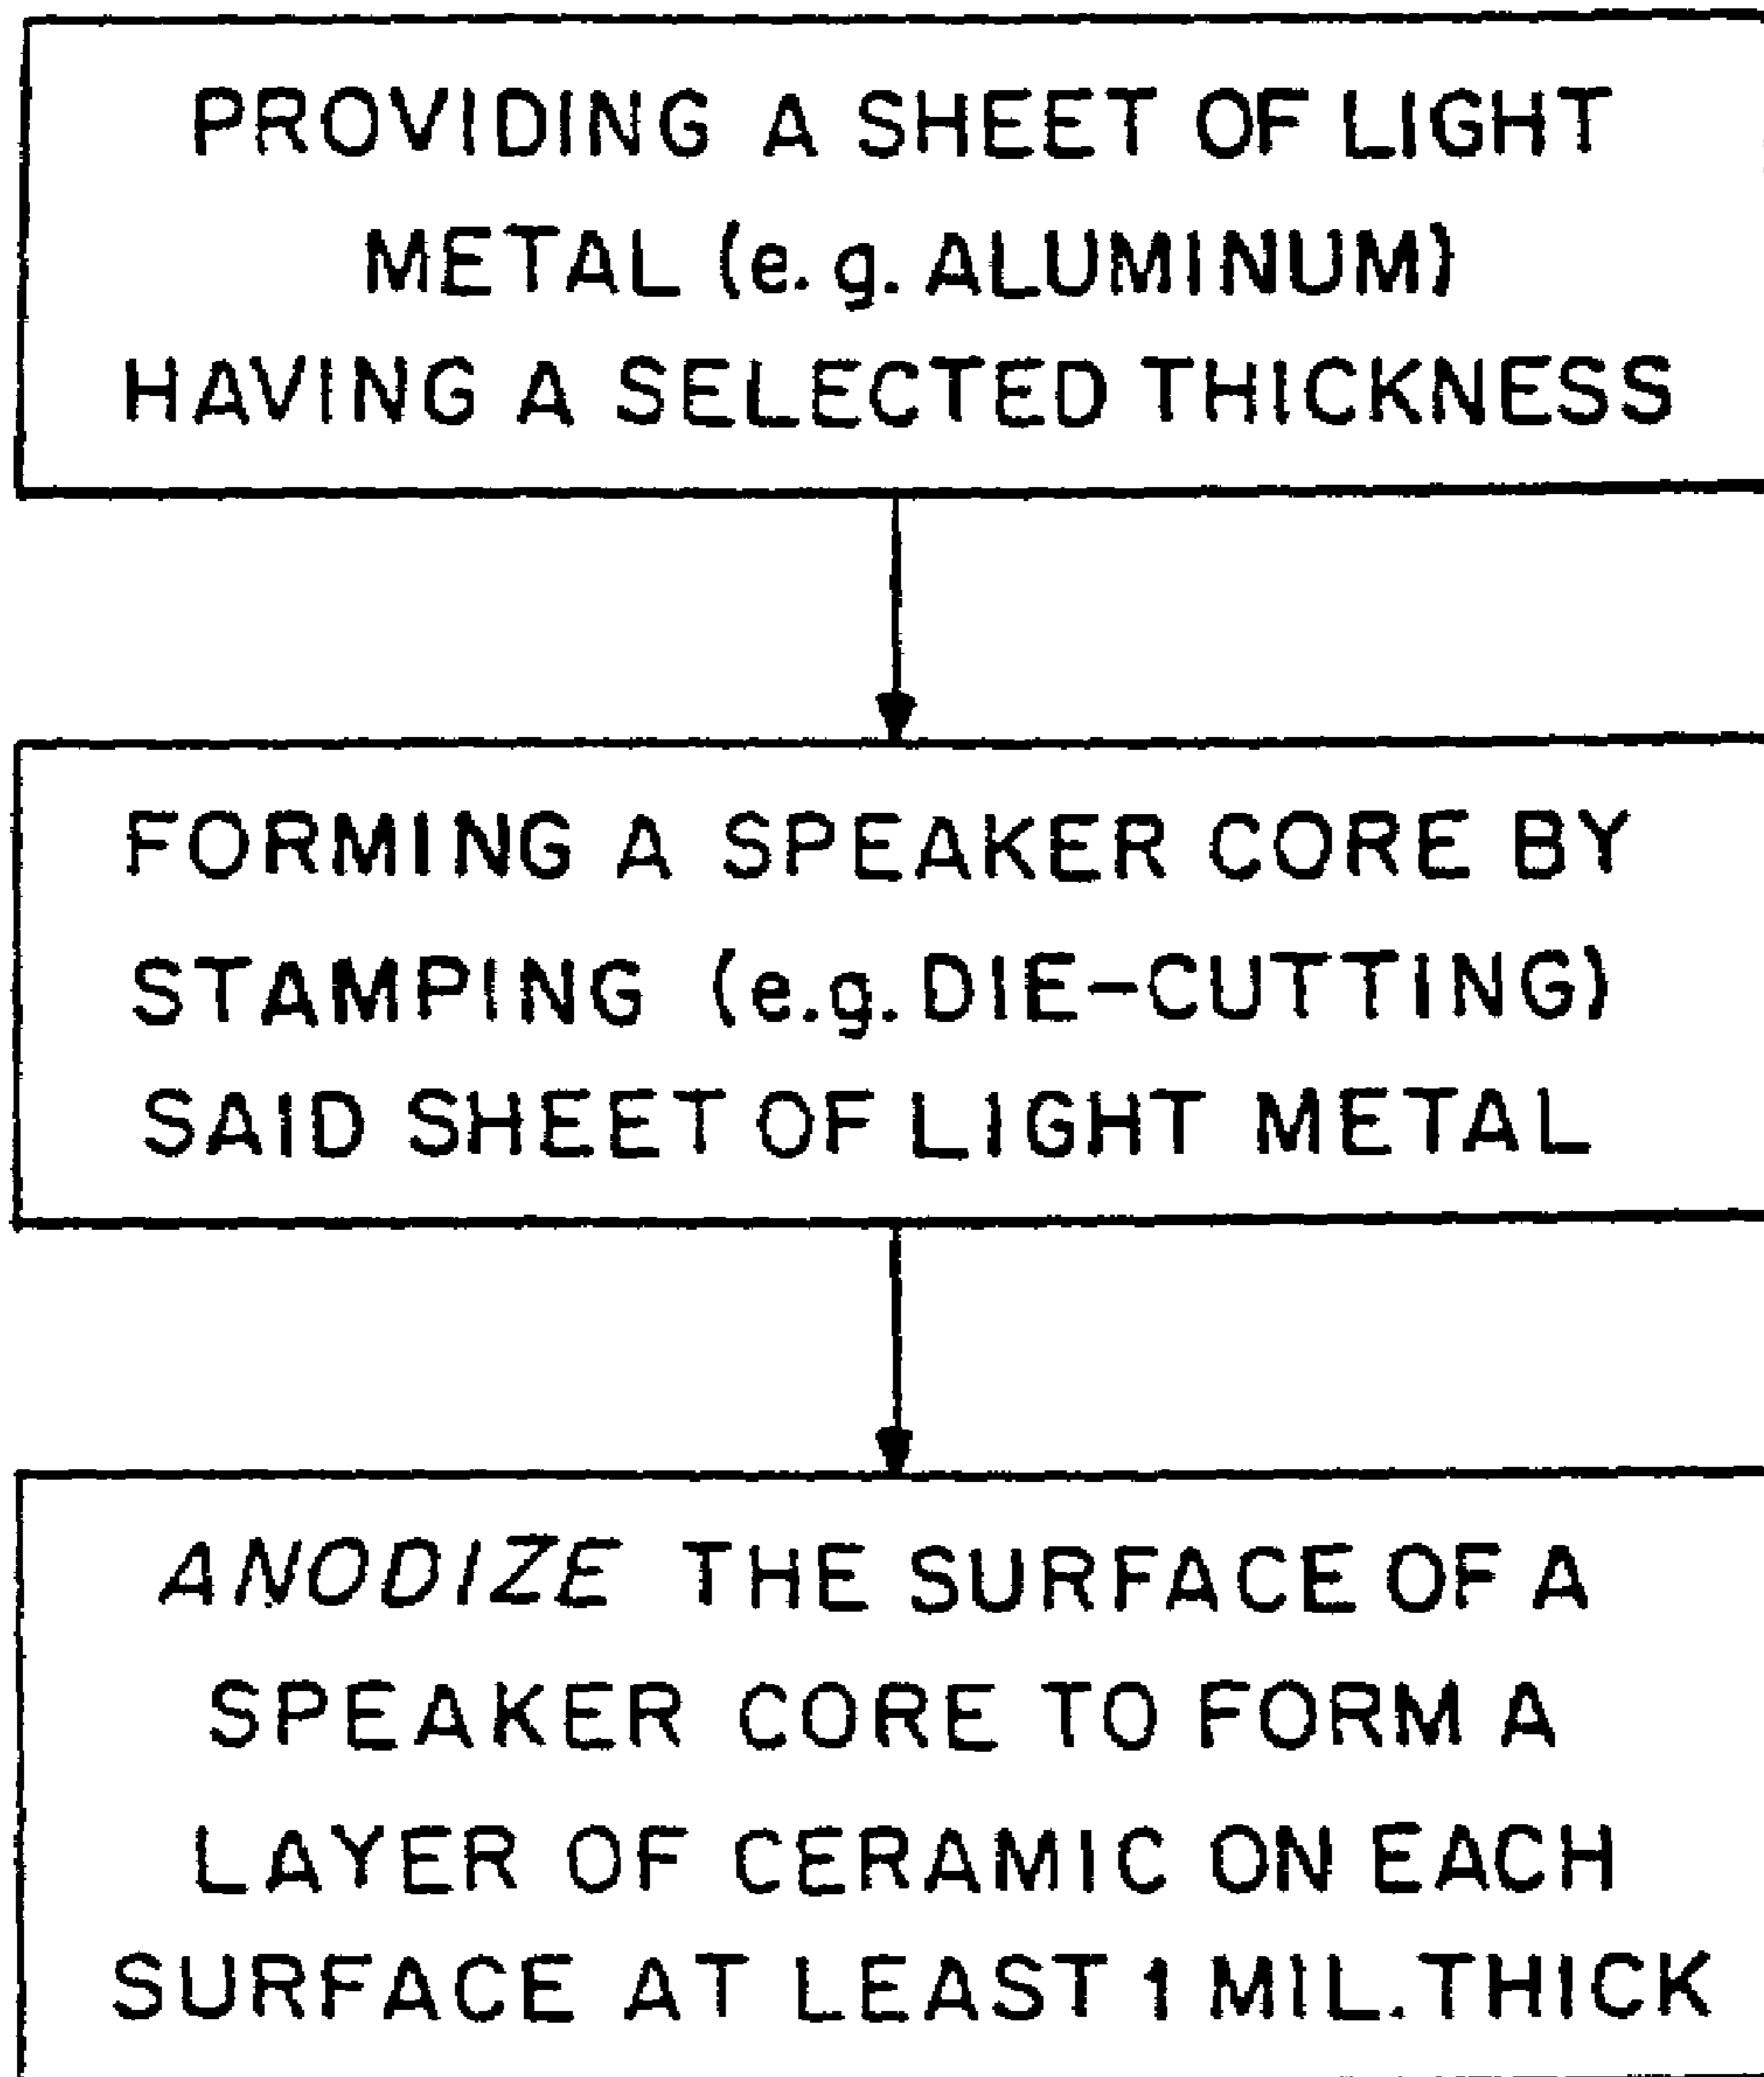 PROVIDING A SHEET OF LIGHT
METAL (e.g. ALUMINUM)
HAVING A SELECTED THICKNESS
FORMING A SPEAKER CORE BY
STAMPING (e.g. DIE-CUTTING)
SAID SHEET OF LIGHT METAL
ANODIZE THE SURFACE OF A
SPEAKER CORE TO FORM A
LAYER OF CERAMIC ON EACH
SURFACE AT LEAST 1 MIL. THICK